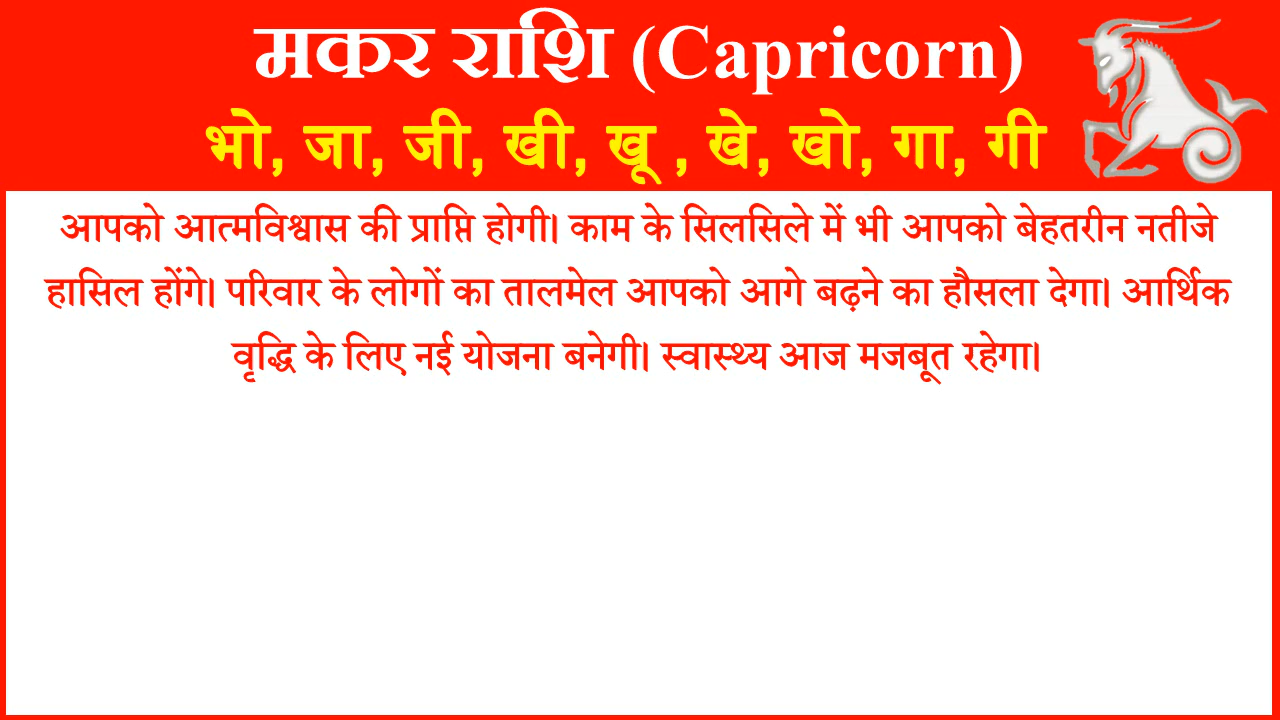 मकर राशि (Capricorn)
भो, जा, जी, खी, खू , खे, खो, गा, गी
आपको आत्मविश्वास की प्राप्ति होगी। काम के सिलसिले में भी आपको बेहतरीन नतीजे
हासिल होंगे। परिवार के लोगों का तालमेल आपको आगे बढ़ने का हौसला देगा। आर्थिक
वृद्धि के लिए नई योजना बनेगी। स्वास्थ्य आज मजबूत रहेगा।